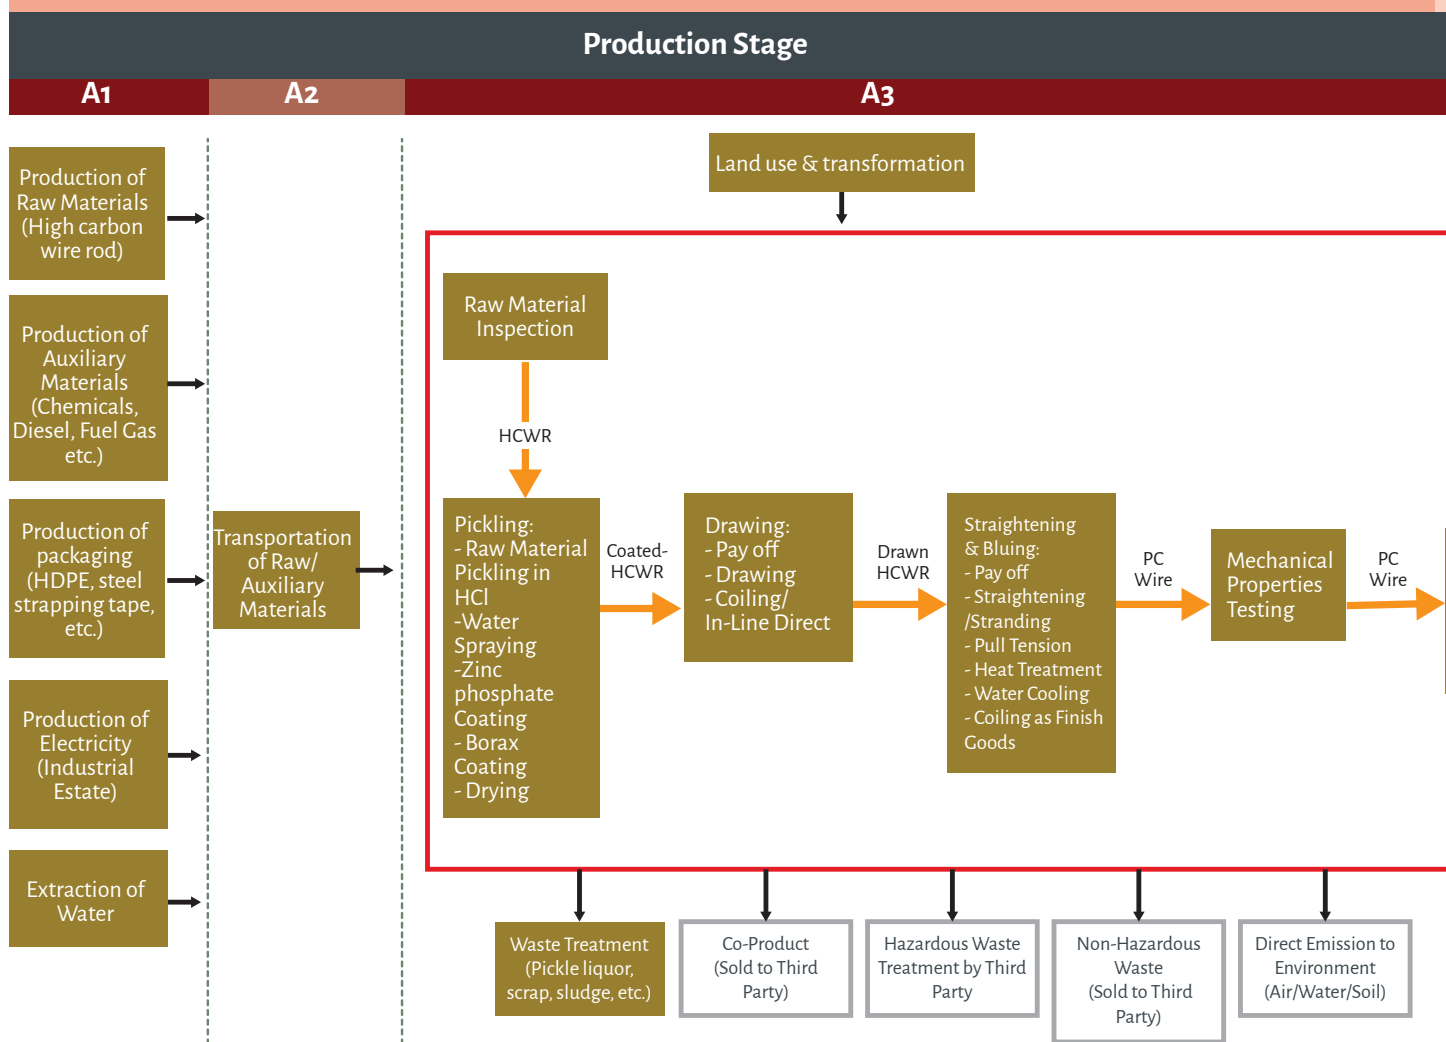 Production Stage
A1
A2
A3
Production of
Raw Materials
(High carbon
wire rod)
Production of
Auxiliary
Materials
(Chemicals,
Diesel, Fuel Gas
etc.)
Production of
packaging
(HDPE, steel
strapping tape,
etc.)
Production of
Electricity
(Industrial
Estate)
Extraction of
Water
Transportation
of Raw/
Auxiliary
Materials
Land use & transformation
Raw Material
Inspection
HCWR
Pickling:
- Raw Material
Pickling in
HCl
-Water
Spraying
-Zinc
phosphate
Coating
- Borax
Coating
- Drying
Coated-
HCWR
Drawing:
- Pay off
- Drawing
- Coiling/
In-Line Direct
Drawn
HCWR
Straightening
& Bluing:
- Pay off
- Straightening
/Stranding
- Pull Tension
- Heat Treatment
- Water Cooling
- Coiling as Finish
Goods
PC
Wire
Mechanical
Properties
Testing
PC
Wire
Waste Treatment
(Pickle liquor,
scrap, sludge, etc.)
Co-Product
(Sold to Third
Party)
Hazardous Waste
Treatment by Third
Party
Non-Hazardous
Waste
(Sold to Third
Party)
Direct Emission to
Environment
(Air/Water/Soil)